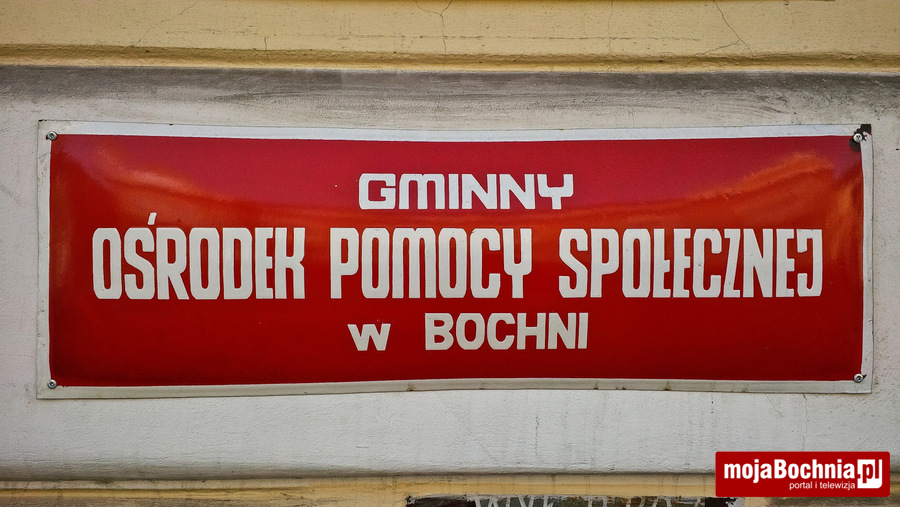 GMINNY
OŚRODEK POMOCY SPOŁECZNEJ
w BOCHNI
mojaBochnia.pl
portal i telewizja